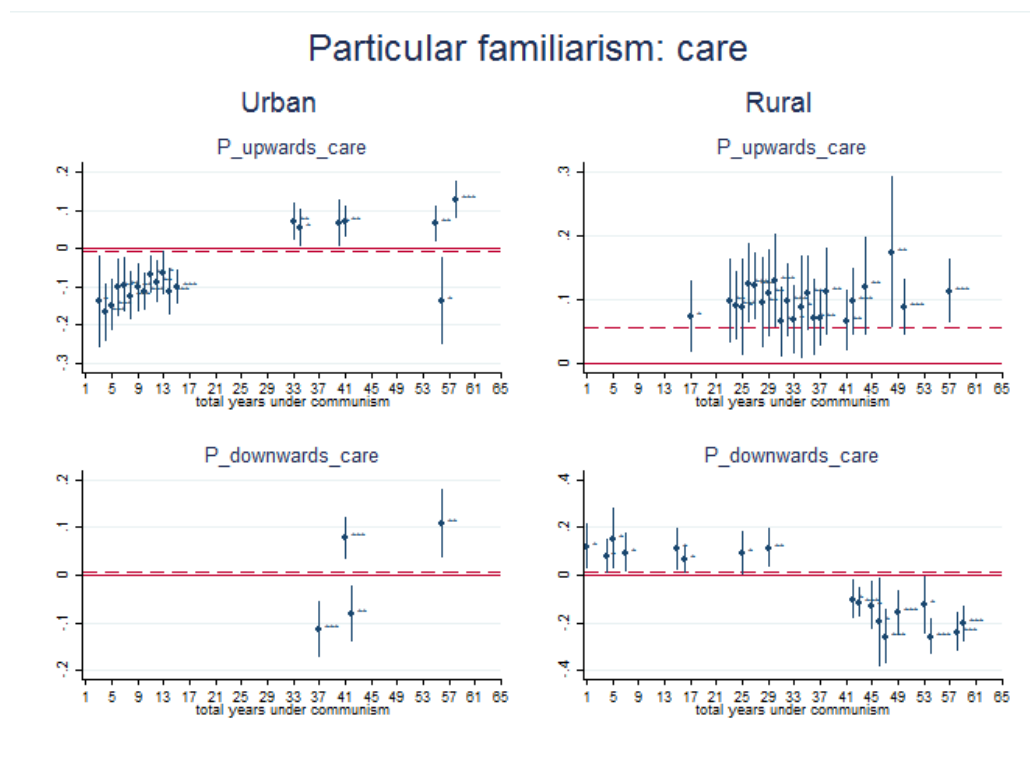 Particular familiarism: care
Urban
Rural
P_upwards_care
.2
.1
0
-.1
-.2
-.3
1 5 9 13 17 21 25 29 33 37 41 45 49 53 57 61 65
total years under communism
P_upwards_care
.3
.2
.1
0
1 5 9 13 17 21 25 29 33 37 41 45 49 53 57 61 65
total years under communism
P_downwards_care
.2
.1
0
-.1
-.2
1 5 9 13 17 21 25 29 33 37 41 45 49 53 57 61 65
total years under communism
P_downwards_care
.4
.2
0
-.2
-.4
1 5 9 13 17 21 25 29 33 37 41 45 49 53 57 61 65
total years under communism